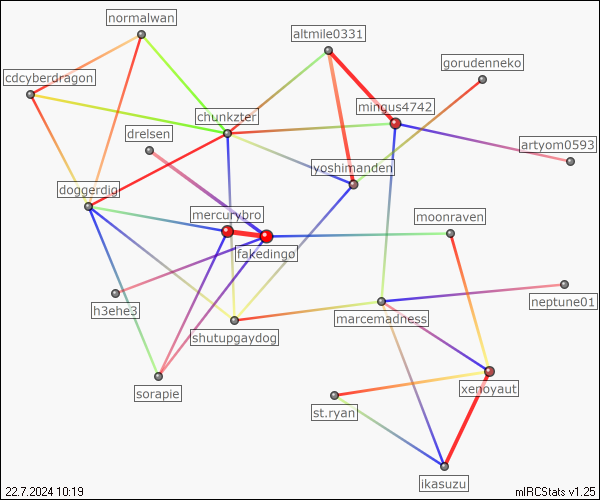 normalwan
altmile0331
gorudenneko
cdcyberdragon
mingus4742
chunkzter
drelsen
artyom0593
yoshimanden
doggerdig
mercurybro
moonraven
fakedingø
h3ehe3
neptune01
marcemadness
shutupgaydog
xenoyaut
sorapie
st.ryan
ikasuzu
22.7.2024 10:19
mIRCStats v1.25